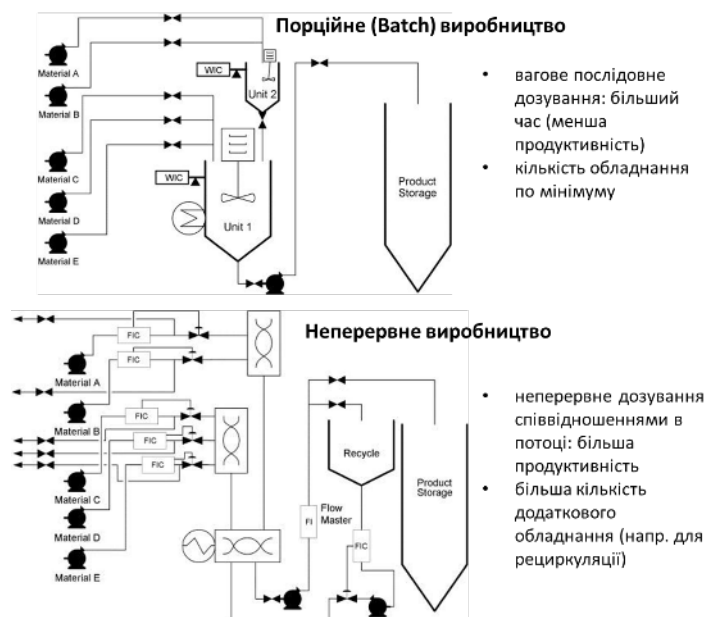 Порційне (Batch) виробництво
Material A
Material B
Material C
Material D
Material E
WIC
Unit 2
WIC
Unit 1
Product
Storage
• вагове послідовне
дозування: більший
час (менша
продуктивність)
• кількість обладнання
по мінімуму
Неперервне виробництво
FIC
Material A
FIC
Material B
FIC
FIC
Material C
FIC
Material D
Material E
Recycle
Product
Storage
Flow
Master
FI
FIC
• неперервне дозування
співвідношеннями в
потоці: більша
продуктивність
• більша кількість
додаткового
обладнання (напр. для
рециркуляції)